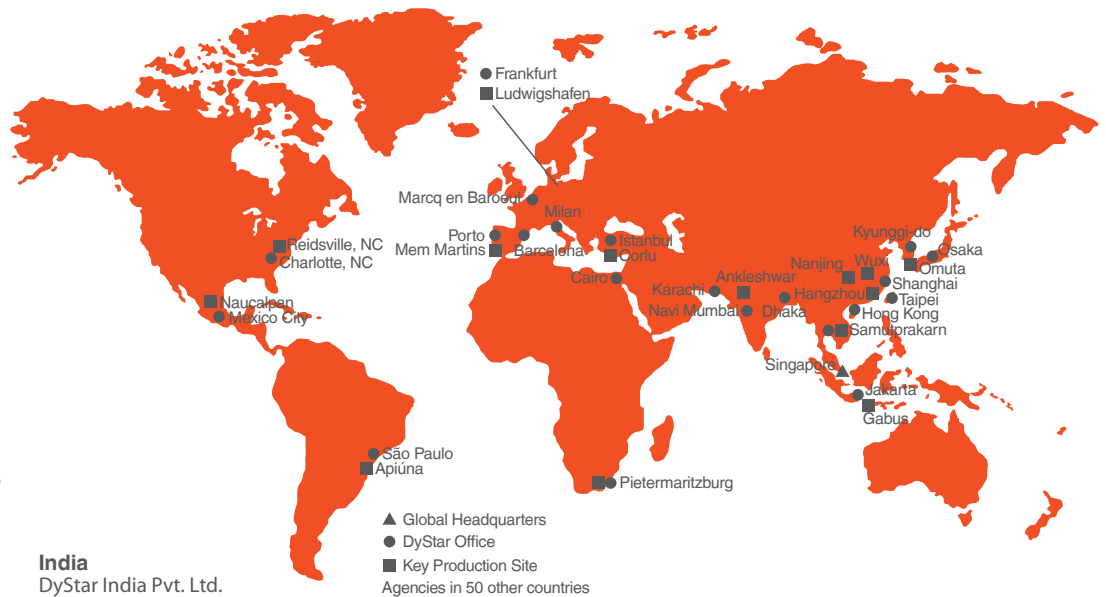 Frankfurt
Ludwigshafen
Marcq en Baroeul
Milan
Porto
Mem Martins
Barcelona
Istanbul
Corlu
Cairo
Reidsville, NC
Charlotte, NC
Naucalpan
Mexico City
Kyunggi-do
Osaka
Omuta
Wuxi
Nanjing
Shanghai
Ankleshwar
Karachi
Hangzhou
Taipei
Navi Mumbai
Dhaka
Hong Kong
Samutprakarn
Singapore
Jakarta
Gabus
São Paulo
Apiúna
Pietermaritzburg
Global Headquarters
DyStar Office
Key Production Site
Agencies in 50 other countries
India
DyStar India Pvt. Ltd.